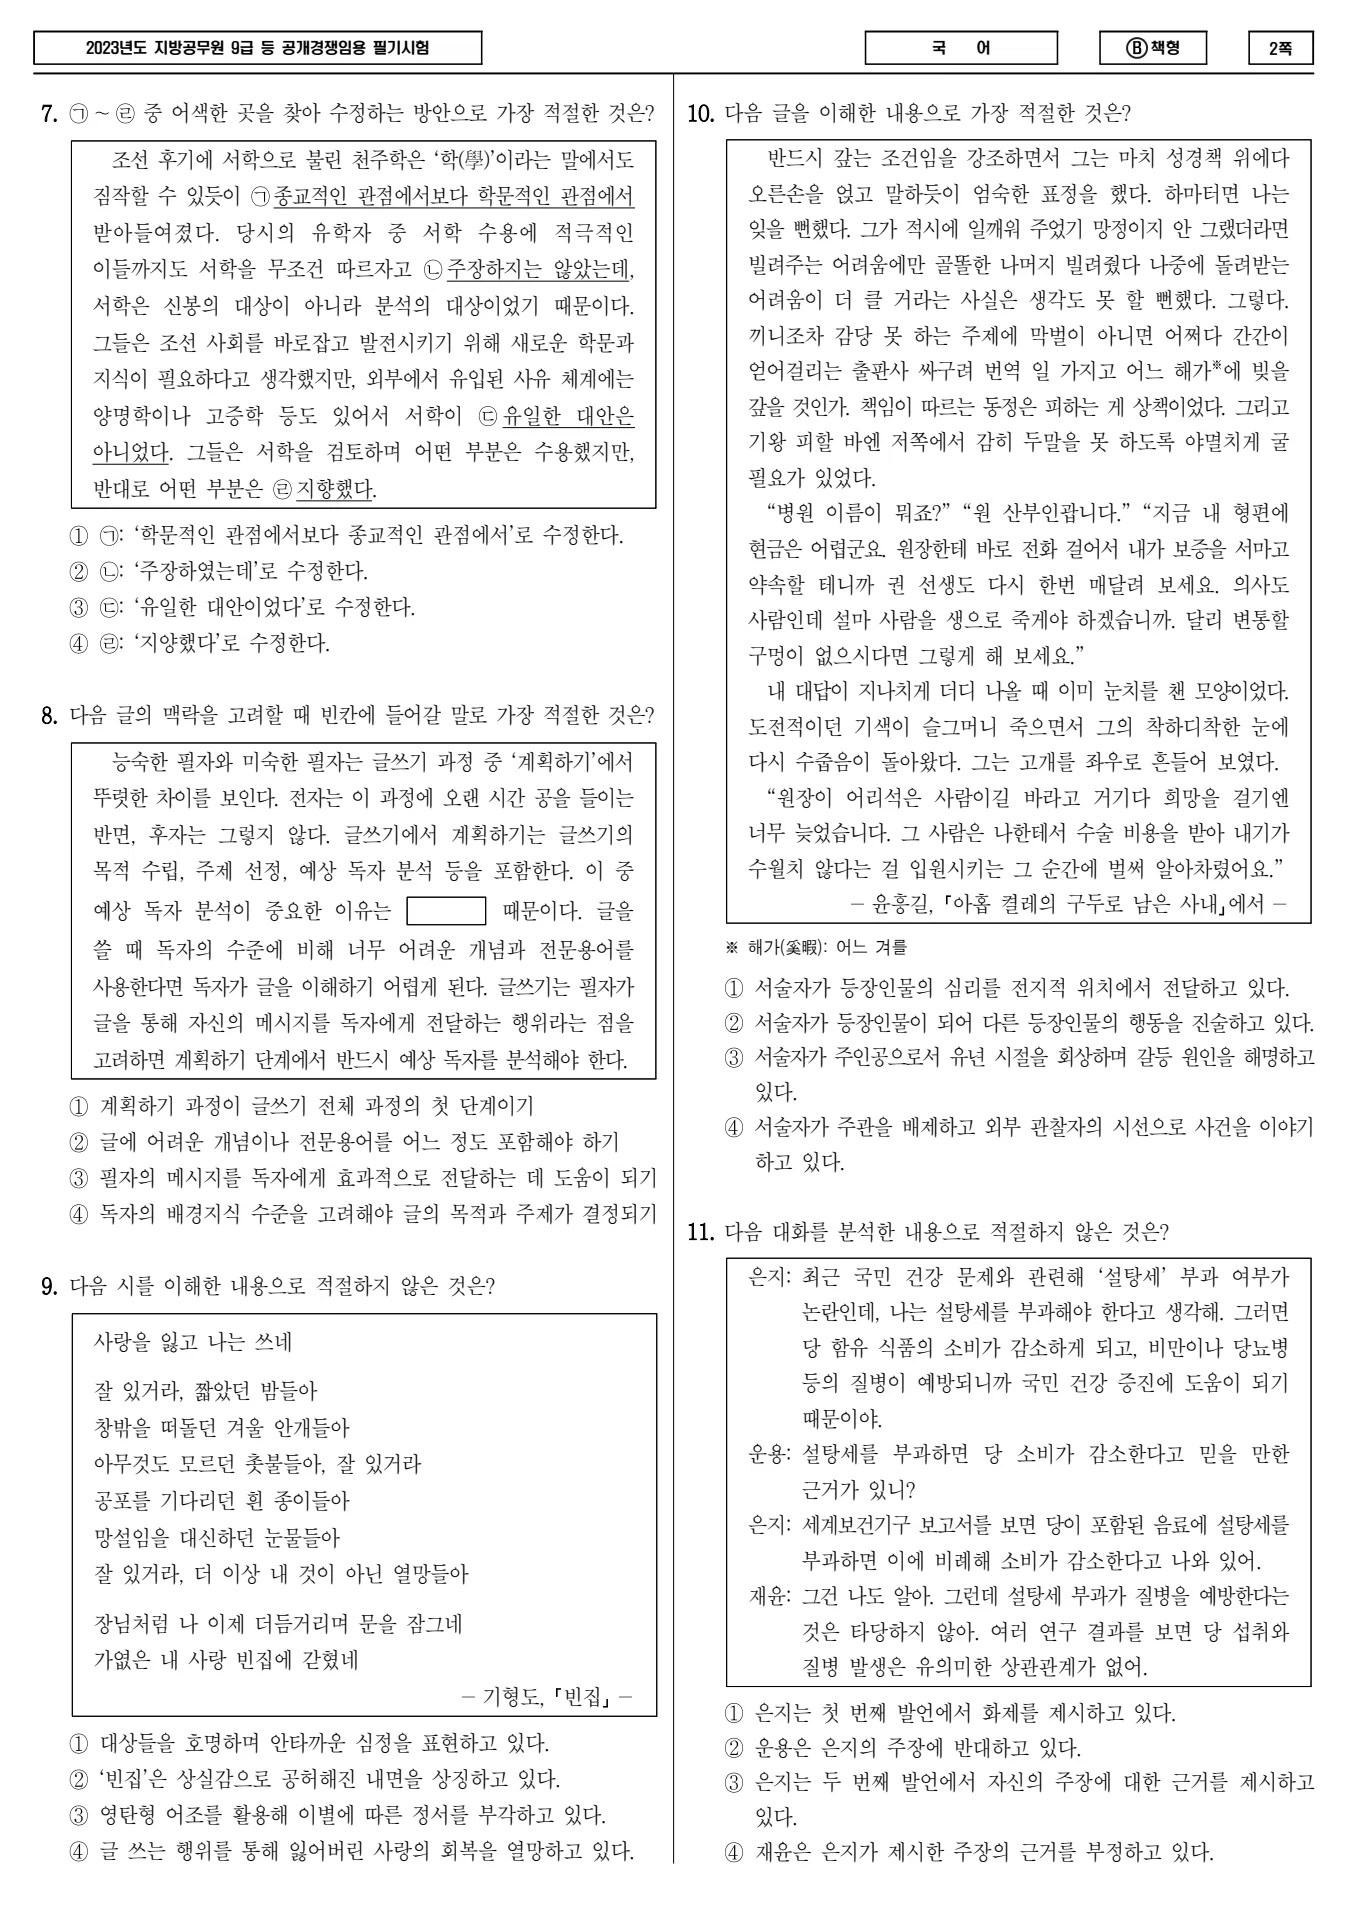 2023년도 지방공무원 9급 등 공개경쟁임용 필기시험
국 어
Ⓑ책형
2쪽
7. ㉠~㉣ 중 어색한 곳을 찾아 수정하는 방안으로 가장 적절한 것은?
조선 후기에 서학으로 불린 천주학은 ‘학(學)’이라는 말에서도
짐작할 수 있듯이 ㉠종교적인 관점에서보다 학문적인 관점에서
받아들여졌다. 당시의 유학자 중 서학 수용에 적극적인
이들까지도 서학을 무조건 따르자고 ㉡주장하지는 않았는데,
서학은 신봉의 대상이 아니라 분석의 대상이었기 때문이다.
그들은 조선 사회를 바로잡고 발전시키기 위해 새로운 학문과
지식이 필요하다고 생각했지만, 외부에서 유입된 사유 체계에는
양명학이나 고증학 등도 있어서 서학이 ㉢유일한 대안은
아니었다. 그들은 서학을 검토하며 어떤 부분은 수용했지만,
반대로 어떤 부분은 ㉣지향했다.
① ㉠: ‘학문적인 관점에서보다 종교적인 관점에서’로 수정한다.
② ㉡: ‘주장하였는데’로 수정한다.
③ ㉢: ‘유일한 대안이었다’로 수정한다.
④ ㉣: ‘지양했다’로 수정한다.
8. 다음 글의 맥락을 고려할 때 빈칸에 들어갈 말로 가장 적절한 것은?
능숙한 필자와 미숙한 필자는 글쓰기 과정 중 ‘계획하기’에서
뚜렷한 차이를 보인다. 전자는 이 과정에 오랜 시간 공을 들이는
반면, 후자는 그렇지 않다. 글쓰기에서 계획하기는 글쓰기의
목적 수립, 주제 선정, 예상 독자 분석 등을 포함한다. 이 중
예상 독자 분석이 중요한 이유는 때문이다. 글을
쓸 때 독자의 수준에 비해 너무 어려운 개념과 전문용어를
사용한다면 독자가 글을 이해하기 어렵게 된다. 글쓰기는 필자가
글을 통해 자신의 메시지를 독자에게 전달하는 행위라는 점을
고려하면 계획하기 단계에서 반드시 예상 독자를 분석해야 한다.
① 계획하기 과정이 글쓰기 전체 과정의 첫 단계이기
② 글에 어려운 개념이나 전문용어를 어느 정도 포함해야 하기
③ 필자의 메시지를 독자에게 효과적으로 전달하는 데 도움이 되기
④ 독자의 배경지식 수준을 고려해야 글의 목적과 주제가 결정되기
9. 다음 시를 이해한 내용으로 적절하지 않은 것은?
사랑을 잃고 나는 쓰네
잘 있거라, 짧았던 밤들아
창밖을 떠돌던 겨울 안개들아
아무것도 모르던 촛불들아, 잘 있거라
공포를 기다리던 흰 종이들아
망설임을 대신하던 눈물들아
잘 있거라, 더 이상 내 것이 아닌 열망들아
장님처럼 나 이제 더듬거리며 문을 잠그네
가엾은 내 사랑 빈집에 갇혔네
- 기형도, 「빈집」 -
① 대상들을 호명하며 안타까운 심정을 표현하고 있다.
② ‘빈집’은 상실감으로 공허해진 내면을 상징하고 있다.
③ 영탄형 어조를 활용해 이별에 따른 정서를 부각하고 있다.
④ 글 쓰는 행위를 통해 잃어버린 사랑의 회복을 열망하고 있다.
10. 다음 글을 이해한 내용으로 가장 적절한 것은?
반드시 갚는 조건임을 강조하면서 그는 마치 성경책 위에다
오른손을 얹고 말하듯이 엄숙한 표정을 했다. 하마터면 나는
잊을 뻔했다. 그가 적시에 일깨워 주었기 망정이지 안 그랬더라면
빌려주는 어려움에만 골똘한 나머지 빌려줬다 나중에 돌려받는
어려움이 더 클 거라는 사실은 생각도 못 할 뻔했다. 그렇다.
끼니조차 감당 못 하는 주제에 막벌이 아니면 어쩌다 간간이
얻어걸리는 출판사 싸구려 번역 일 가지고 어느 해가※에 빚을
갚을 것인가. 책임이 따르는 동정은 피하는 게 상책이었다. 그리고
기왕 피할 바엔 저쪽에서 감히 두말을 못 하도록 야멸치게 굴
필요가 있었다.
“병원 이름이 뭐죠?” “원 산부인괍니다.” “지금 내 형편에
현금은 어렵군요. 원장한테 바로 전화 걸어서 내가 보증을 서마고
약속할 테니까 권 선생도 다시 한번 매달려 보세요. 의사도
사람인데 설마 사람을 생으로 죽게야 하겠습니까. 달리 변통할
구멍이 없으시다면 그렇게 해 보세요.”
내 대답이 지나치게 더디 나올 때 이미 눈치를 챈 모양이었다.
도전적이던 기색이 슬그머니 죽으면서 그의 착하디착한 눈에
다시 수줍음이 돌아왔다. 그는 고개를 좌우로 흔들어 보였다.
“원장이 어리석은 사람이길 바라고 거기다 희망을 걸기엔
너무 늦었습니다. 그 사람은 나한테서 수술 비용을 받아 내기가
수월치 않다는 걸 입원시키는 그 순간에 벌써 알아차렸어요.”
- 윤흥길, 「아홉 켤레의 구두로 남은 사내」에서 -
※ 해가(奚暇): 어느 겨를
① 서술자가 등장인물의 심리를 전지적 위치에서 전달하고 있다.
② 서술자가 등장인물이 되어 다른 등장인물의 행동을 진술하고 있다.
③ 서술자가 주인공으로서 유년 시절을 회상하며 갈등 원인을 해명하고
있다.
④ 서술자가 주관을 배제하고 외부 관찰자의 시선으로 사건을 이야기
하고 있다.
11. 다음 대화를 분석한 내용으로 적절하지 않은 것은?
은지: 최근 국민 건강 문제와 관련해 ‘설탕세’ 부과 여부가
논란인데, 나는 설탕세를 부과해야 한다고 생각해. 그러면
당 함유 식품의 소비가 감소하게 되고, 비만이나 당뇨병
등의 질병이 예방되니까 국민 건강 증진에 도움이 되기
때문이야.
운용: 설탕세를 부과하면 당 소비가 감소한다고 믿을 만한
근거가 있니?
은지: 세계보건기구 보고서를 보면 당이 포함된 음료에 설탕세를
부과하면 이에 비례해 소비가 감소한다고 나와 있어.
재윤: 그건 나도 알아. 그런데 설탕세 부과가 질병을 예방한다는
것은 타당하지 않아. 여러 연구 결과를 보면 당 섭취와
질병 발생은 유의미한 상관관계가 없어.
① 은지는 첫 번째 발언에서 화제를 제시하고 있다.
② 운용은 은지의 주장에 반대하고 있다.
③ 은지는 두 번째 발언에서 자신의 주장에 대한 근거를 제시하고
있다.
④ 재윤은 은지가 제시한 주장의 근거를 부정하고 있다.